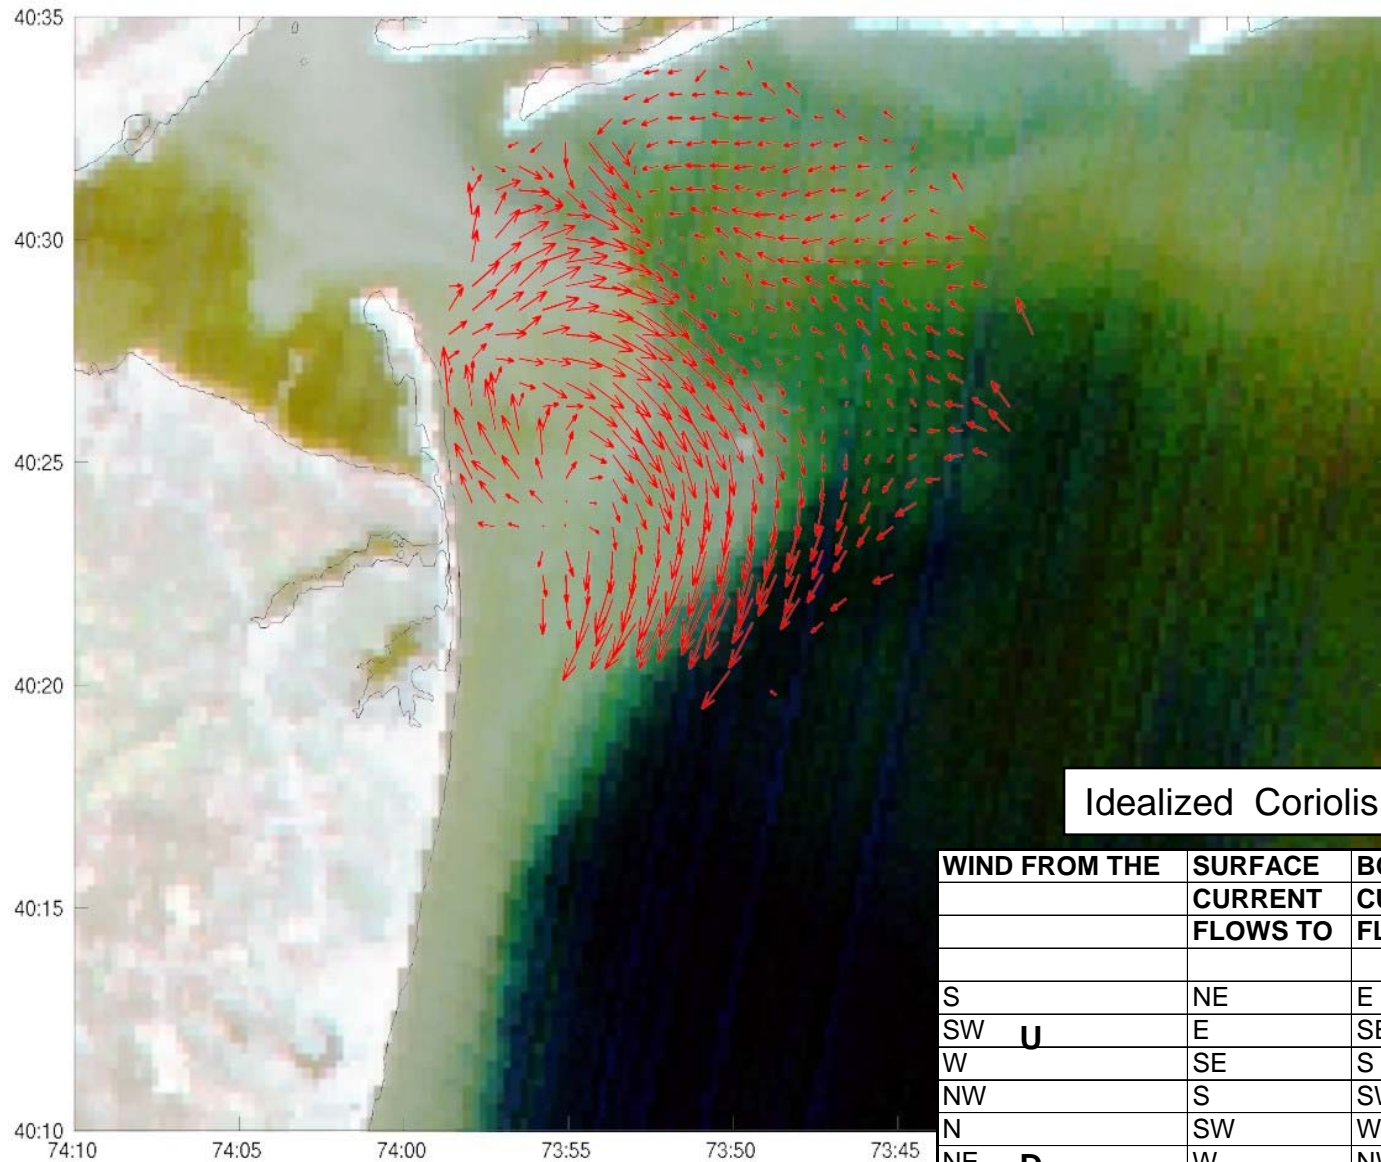 40:35
40:30
40:25
40:20
40:15
40:10
74:10 74:05 74:00 73:55 73:50 73:45
Idealized Coriolis
WIND FROM THE SURFACE
CURRENT
FLOWS TO
S NE E
SW U E
W SE S
NW S
N SW W
D W